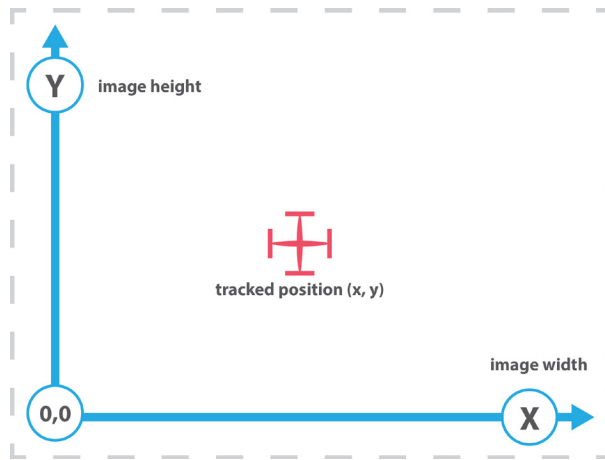 Y
image height
tracked position (x, y)
image width
0,0
X